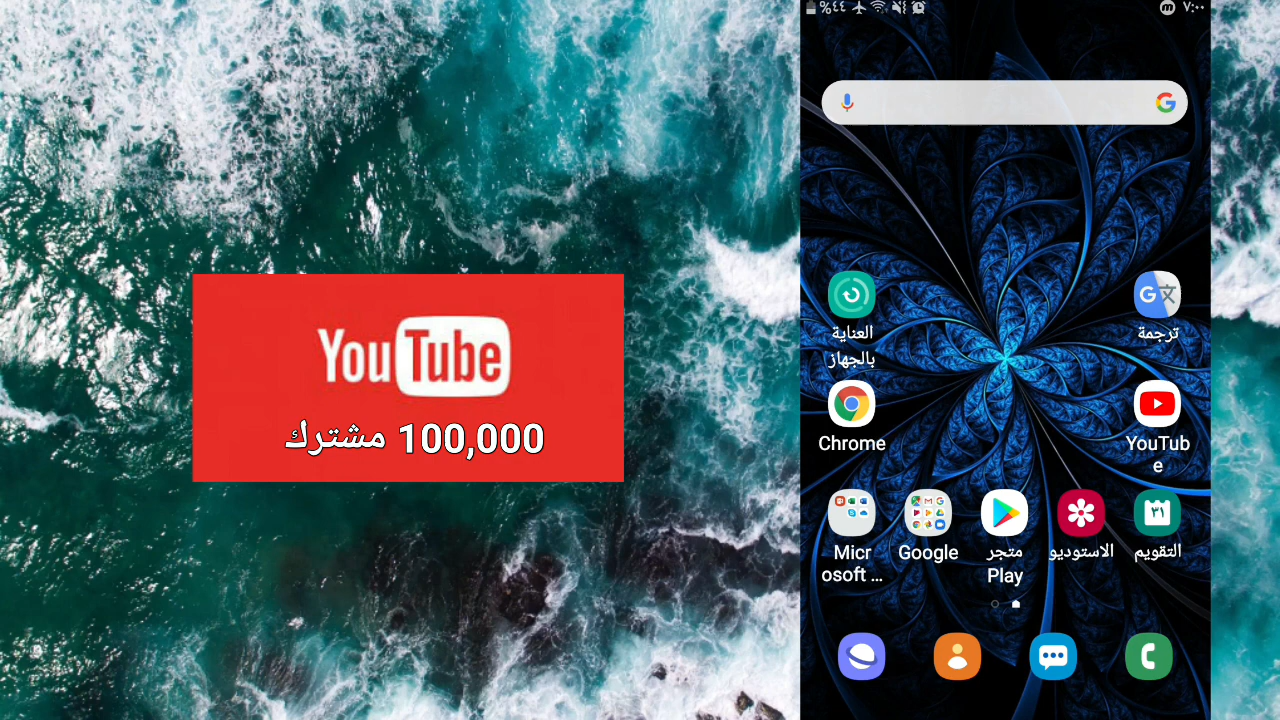 YouTube
100,000 مشترك
%٤٤
٧:٠٠
العناية
بالجهاز
ترجمة
Chrome
YouTub
e
Micr
osoft ...
Google
متجر
Play
الاستوديو
٣١
التقويم